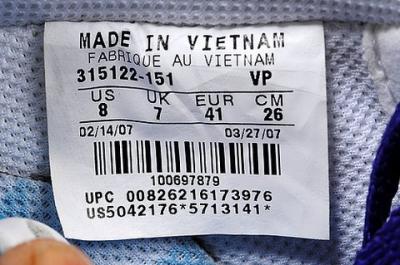 MADE IN VIETNAM
FABRIQUE AU VIETNAM
315122-151 VP
US UK EUR CM
8 7 41 26
02/14/07 03/27/07
100697879
UPC 00826216173976
US5042176*5713141*